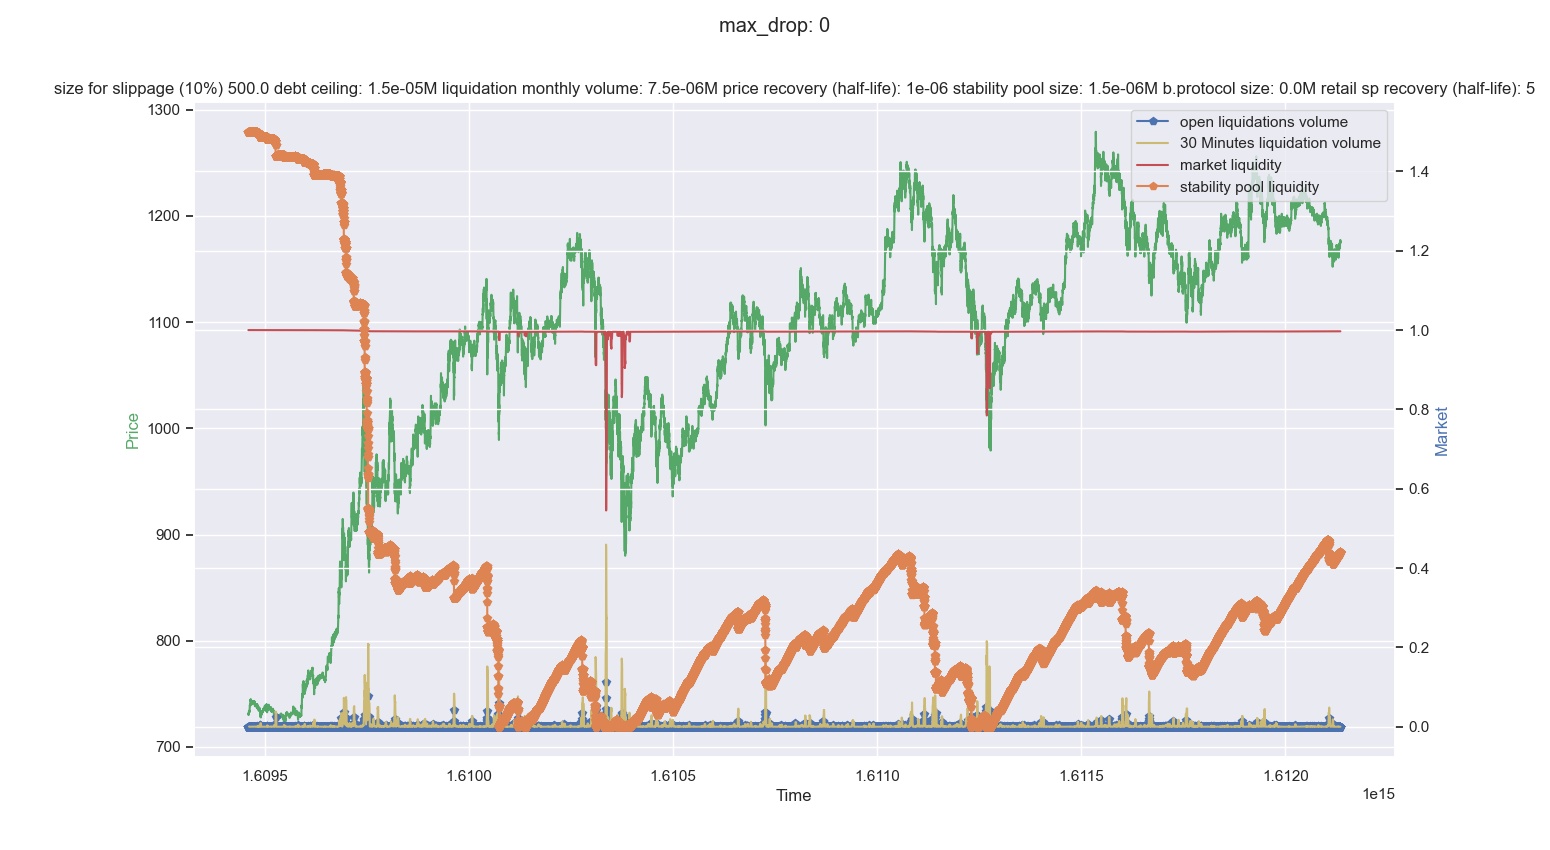 max_drop: 0
size for slippage (10%) 500.0 debt ceiling: 1.5e-05M liquidation monthly volume: 7.5e-06M price recovery (half-life): 1e-06 stability pool size: 1.5e-06M b.protocol size: 0.0M retail sp recovery (half-life): 5
1300
1200
1100
1000
900
800
700
Price
open liquidations volume
30 Minutes liquidation volume
market liquidity
stability pool liquidity
1.4
1.2
1.0
0.8
0.6
0.4
0.2
0.0
Market
1.6095
1.6100
1.6105
1.6110
1.6115
1.6120
1e15
Time